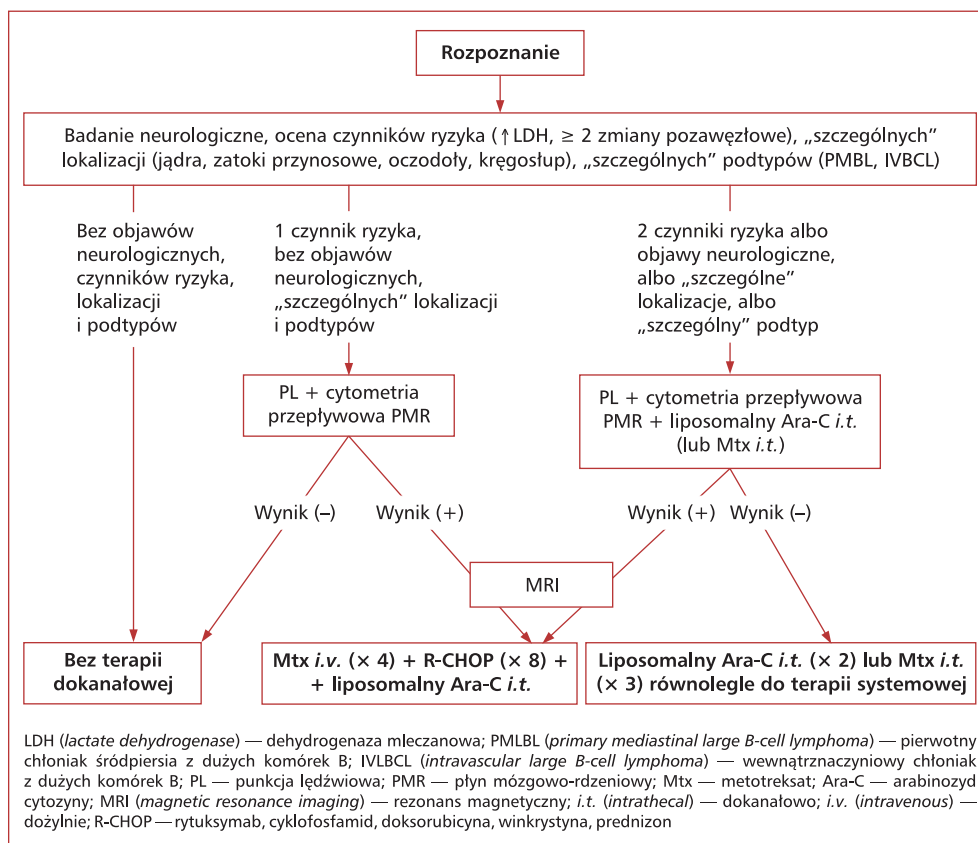 Rozpoznanie
Badanie neurologiczne, ocena czynników ryzyka (↑LDH, ≥ 2 zmiany pozawęzłowe), „szczególnych”
lokalizacji (jądra, zatoki przynosowe, oczodoły, kręgosłup), „szczególnych” podtypów (PMBL, IVBCL)
Bez objawów
neurologicznych,
czynników ryzyka,
lokalizacji
i podtypów
1 czynnik ryzyka,
bez objawów
neurologicznych,
„szczególnych” lokalizacji
i podtypów
2 czyniki ryzyka albo
objawy neurologiczne,
albo „szczególne”
lokalizacje, albo
„szczególny” podtyp
PL + cytometria
przepływowa PMR
PL + cytometria przepływowa
PMR + liposomalny Ara-C i.t.
(lub Mtx i.t.)
Wynik (–)
Wynik (+)
Wynik (+)
Wynik (–)
MRI
Bez terapii
dokanałowej
Mtx i.v. (× 4) + R-CHOP (× 8) +
+ liposomalny Ara-C i.t.
Liposomalny Ara-C i.t. (× 2) lub Mtx i.t.
(× 3) równolegle do terapii systemowej
LDH (lactate dehydrogenase) — dehydrogenaza mleczanowa; PMLBL (primary mediastinal large B-cell lymphoma) — pierwotny
chłoniak śródpiersia z dużych komórek B; IVLBCL (intravascular large B-cell lymphoma) — wewnątrznaczyniowy chłoniak
z dużych komórek B; PL — punkcja lędźwiowa; PMR — płyn mózgowo-rdzeniowy; Mtx — metotreksat; Ara-C — arabinozyd
cytozyny; MRI (magnetic resonance imaging) — rezonans magnetyczny; i.t. (intrathecal) — dokanałowo; i.v. (intravenous) —
dożylnie; R-CHOP — rytuksymab, cyklofosfamid, doksorubicyna, winkrystyna, prednizon